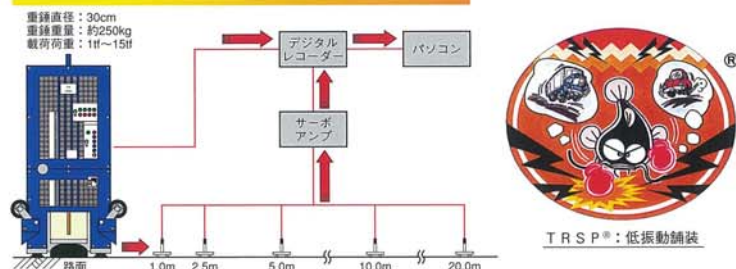 重錘直径：30cm
重錘重量：約250kg
載荷荷重：1tf～15tf
デジタル
レコーダー
パソコン
サーボ
アンプ
路面
1.0m 2.5m 5.0m 10.0m 20.0m
®
TRSP®：低振動舗装